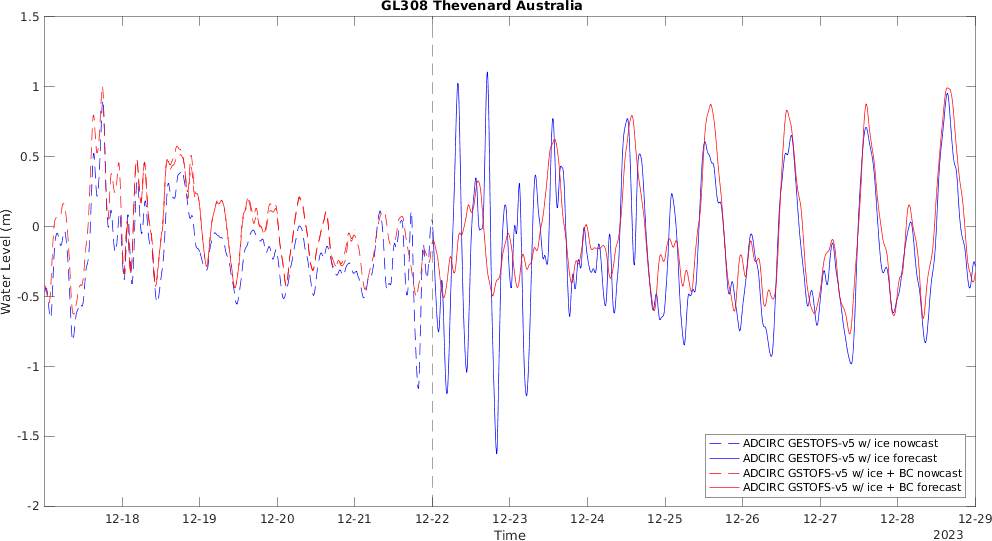 GL308 Thevenard Australia
1.5
1
0.5
0
-0.5
-1
-1.5
-2
Water Level (m)
ADCIRC GESTOFS-v5 w/ ice nowcast
ADCIRC GESTOFS-v5 w/ ice forecast
ADCIRC GSTOFS-v5 w/ ice + BC nowcast
ADCIRC GSTOFS-v5 w/ ice + BC forecast
12-18 12-19 12-20 12-21 12-22 12-23 12-24 12-25 12-26 12-27 12-28 12-29
Time
2023